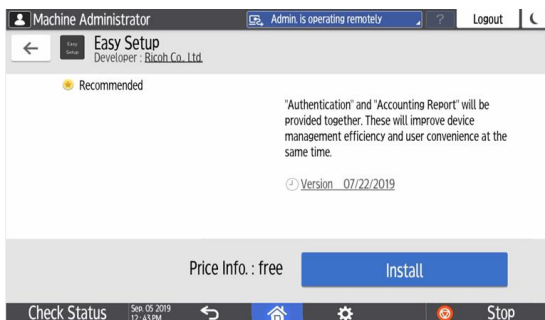 Machine Administrator
Admin. is operating remotely
?
Logout
Easy Setup
Easy Setup
Developer : Ricoh Co., Ltd.
Recommended
"Authentication" and "Accounting Report" will be
provided together. These will improve device
management efficiency and user convenience at the
same time.
Version 07/22/2019
Price Info. : free
Install
Check Status
Sep. 05 2019
12:43 PM
Stop